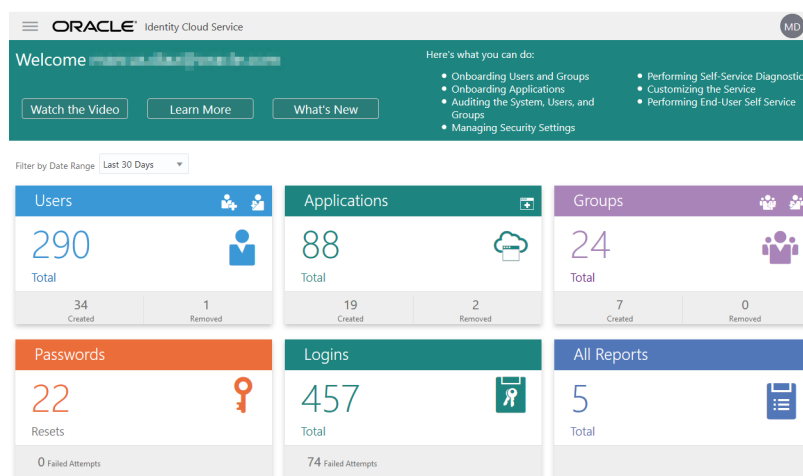 ORACLE® Identity Cloud Service
MD
Welcome
Here's what you can do:
Watch the Video
Learn More
What's New
• Onboarding Users and Groups
• Onboarding Applications
• Auditing the System, Users, and
Groups
• Managing Security Settings
• Performing Self-Service Diagnostic
• Customizing the Service
• Performing End-User Self Service
Filter by Date Range Last 30 Days
Users
290
Total
34
Created
1
Removed
Applications
88
Total
19
Created
2
Removed
Groups
24
Total
7
Created
0
Removed
Passwords
22
Resets
0 Failed Attempts
Logins
457
Total
74 Failed Attempts
All Reports
5
Total